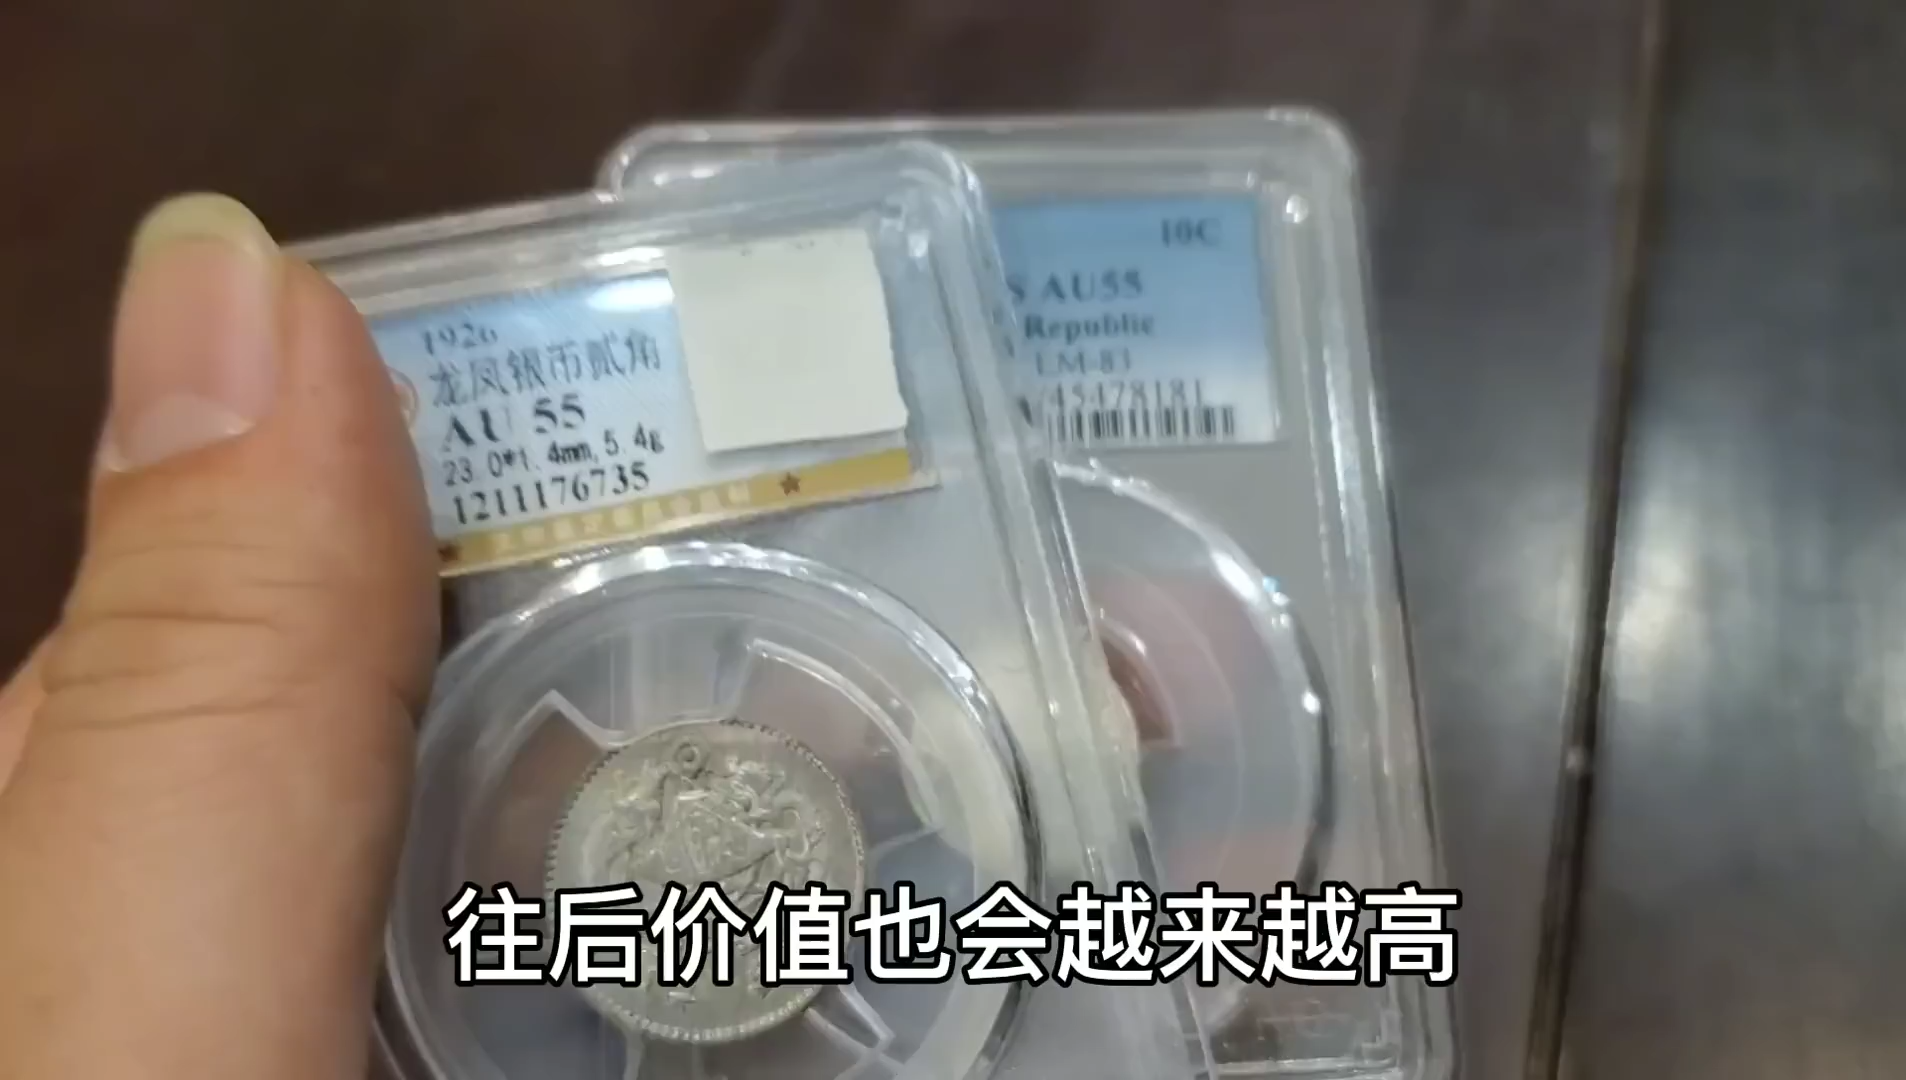 1926
龙凤银币贰角
AU 55
23.0*1.4mm,5.4g
1211176735
10C
S AU55
Republic
LM-83
/45478181
往后价值也会越来越高